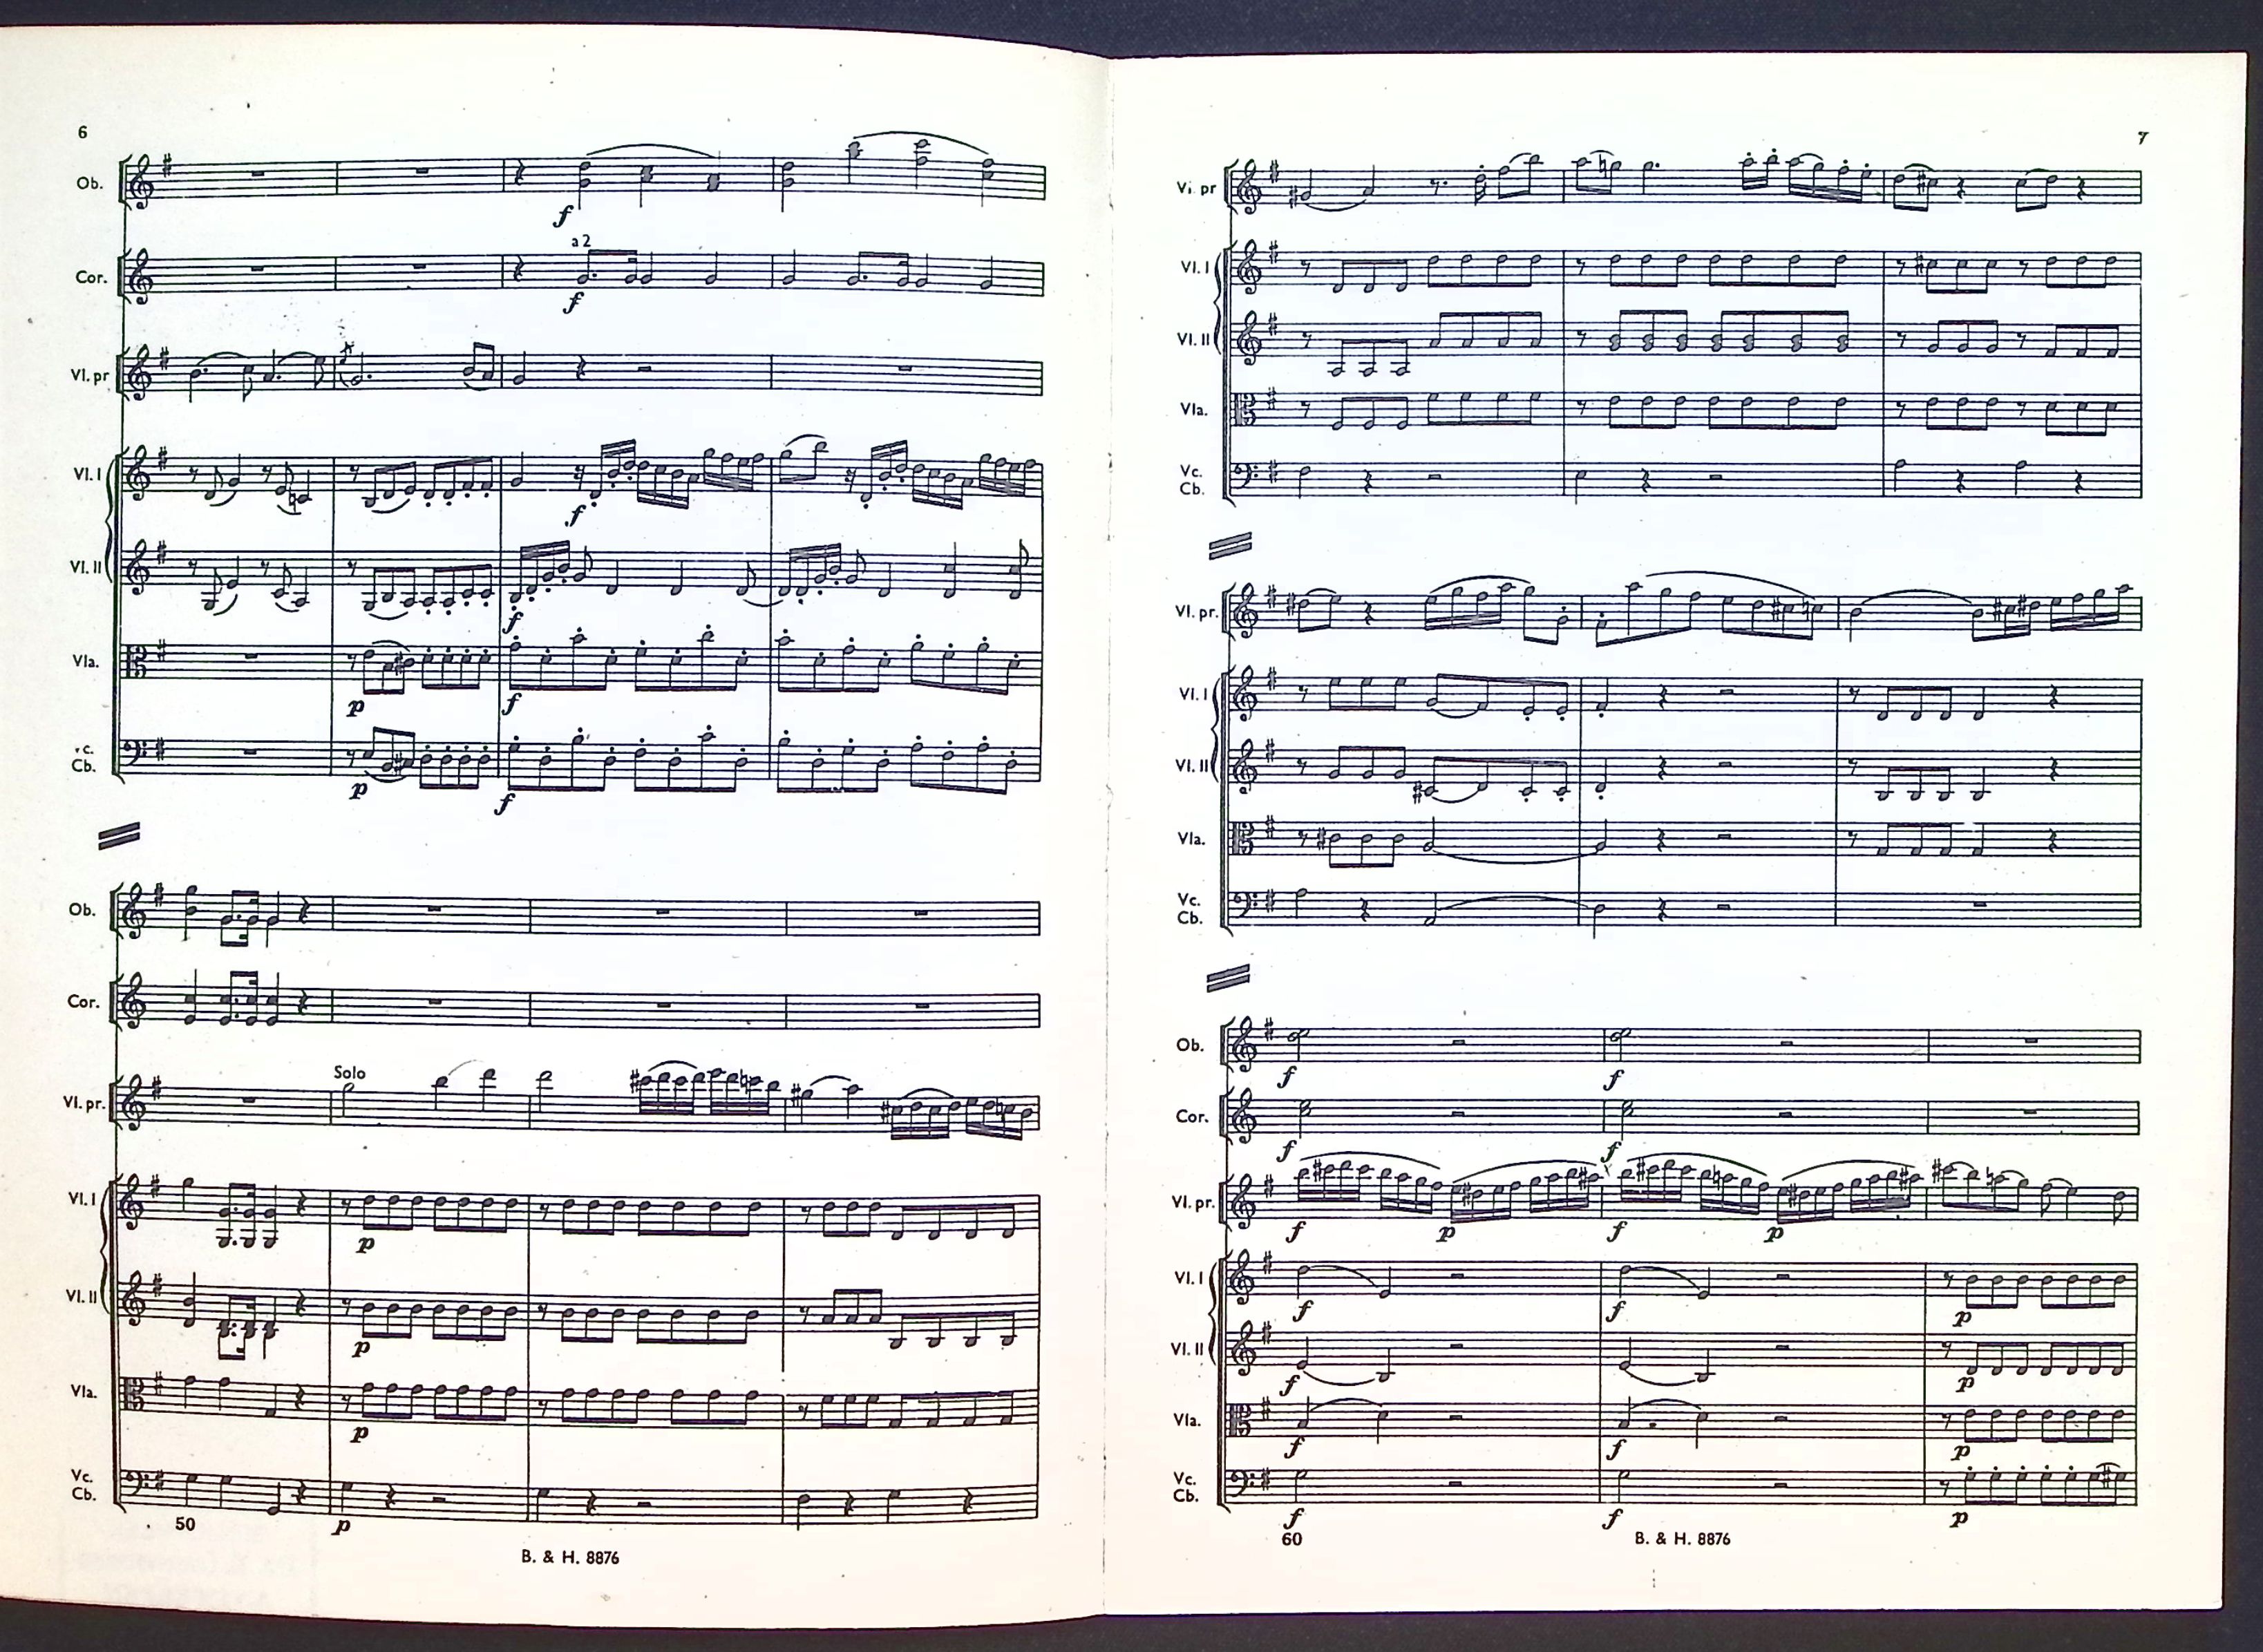 6
Ob.
f
a 2
Cor.
f
Vl. pr
Vl. I
f
Vl. II
f
Vla.
p f
Cb.
p f
Ob.
Cor.
Solo
Vl. pr.
Vl. I
p
Vl. II
p
Vla.
p
Vc.
Cb.
50 p
B. & H. 8876
7
Vl. pr
Vl. I
Vl. II
Vla.
Vc.
Cb.
Vl. pr.
Vl. I
Vl. II
Vla.
Vc.
Cb.
Ob.
f f
Cor.
f f
Vl. pr.
f p f p
Vl. I
f f p
Vl. II
f p
Vla.
f f p
Vc.
Cb.
f f p
60
B. & H. 8876